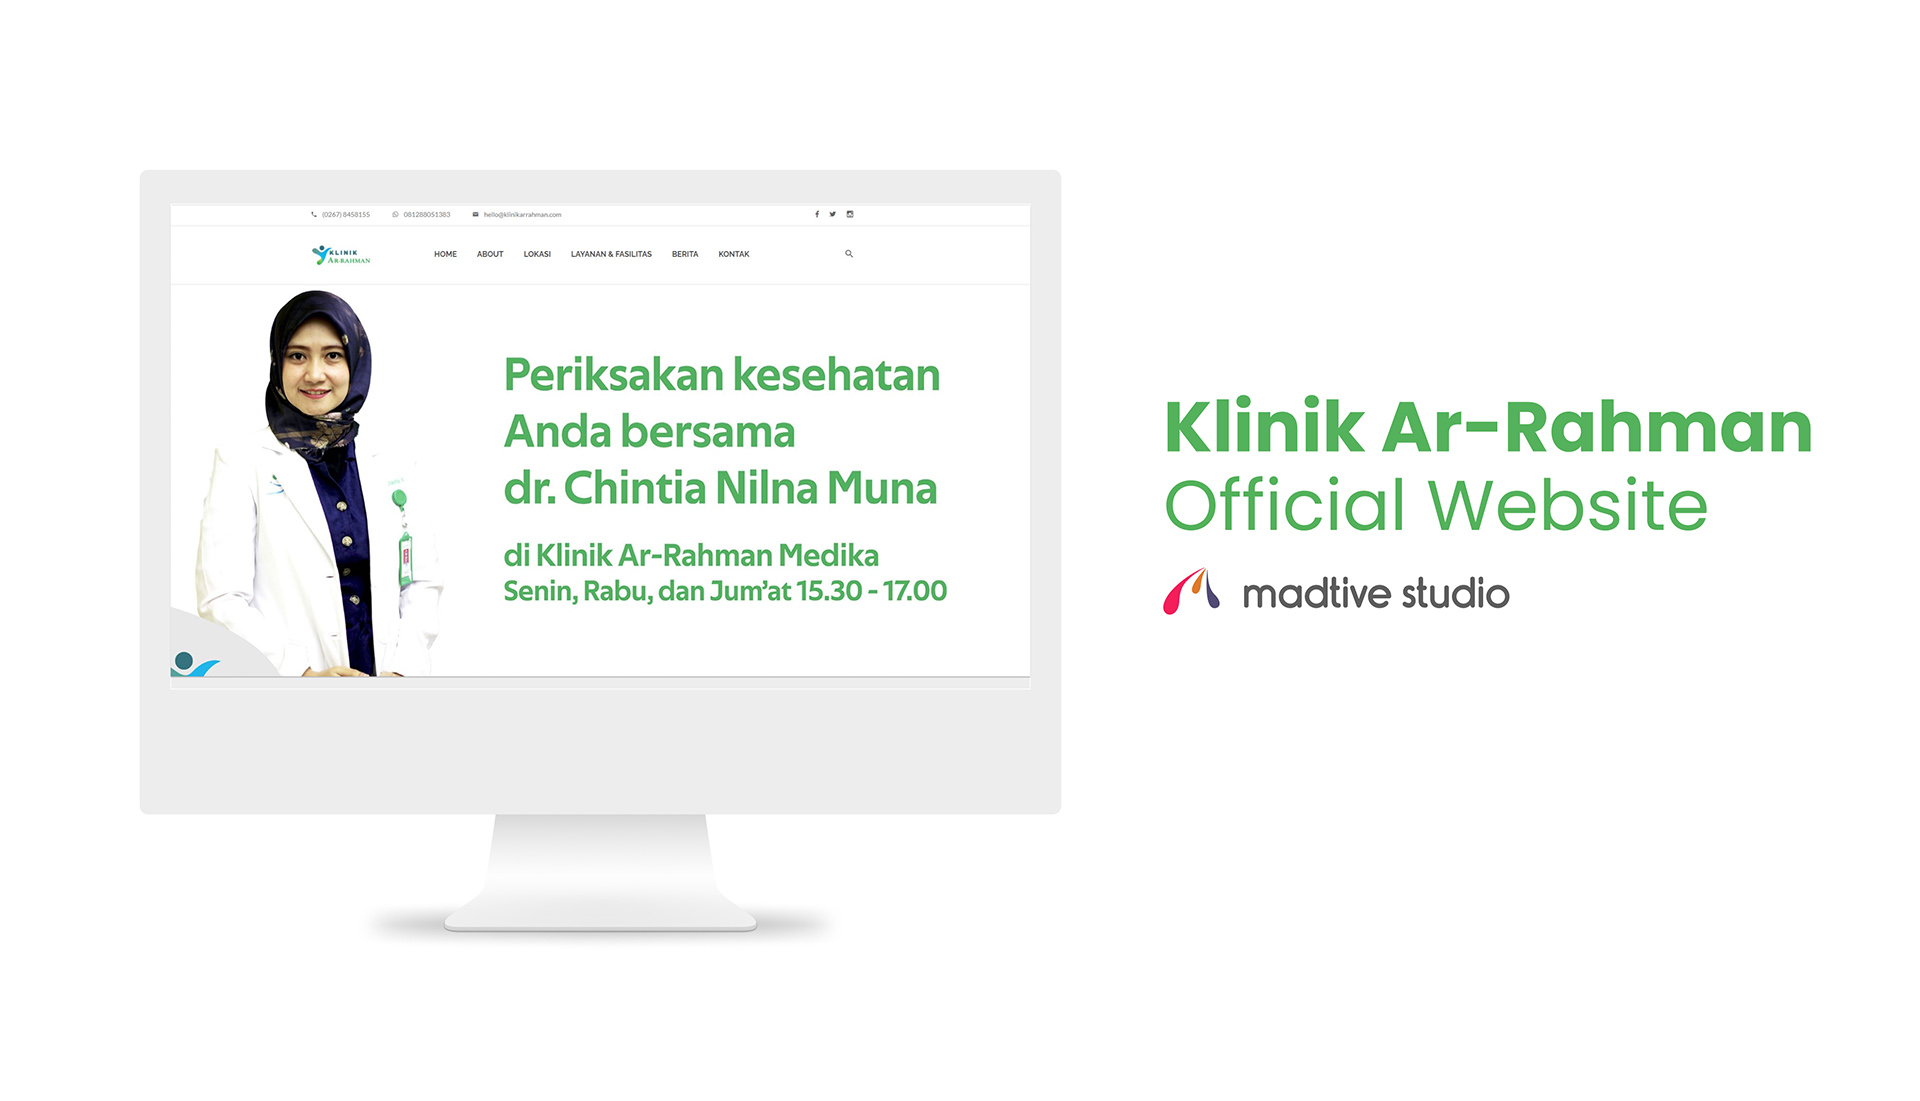 (0267) 8458155 081288051383 hello@klinikarrahman.com
KLINIK
AR-RAHMAN
HOME ABOUT LOKASI LAYANAN & FASILITAS BERITA KONTAK
Periksakan kesehatan
Anda bersama
dr. Chintia Nilna Muna
di Klinik Ar-Rahman Medika
Senin, Rabu, dan Jum’at 15.30 - 17.00
Klinik Ar-Rahman
Official Website
madtive studio